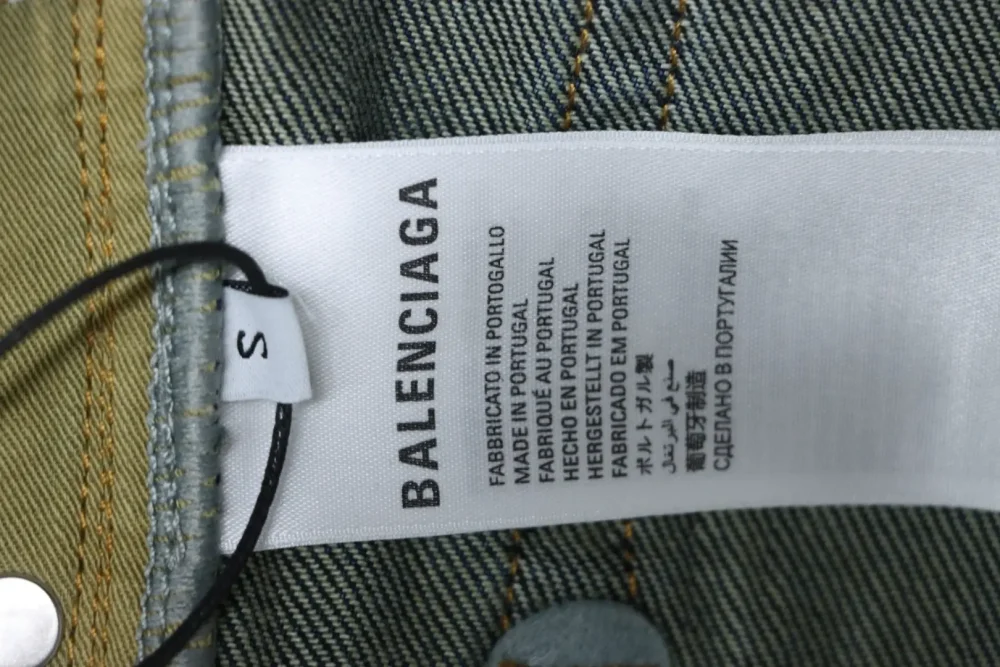 BALENCIAGA
FABBRICATO IN PORTOGALLO
MADE IN PORTUGAL
FABRIQUÉ AU PORTUGAL
HECHO EN PORTUGAL
HERGESTELLT IN PORTUGAL
FABRICADO EM PORTUGAL
ポルトガル製
صنع في البرتغال
葡萄牙制造
СДЕЛАНО В ПОРТУГАЛИИ
S